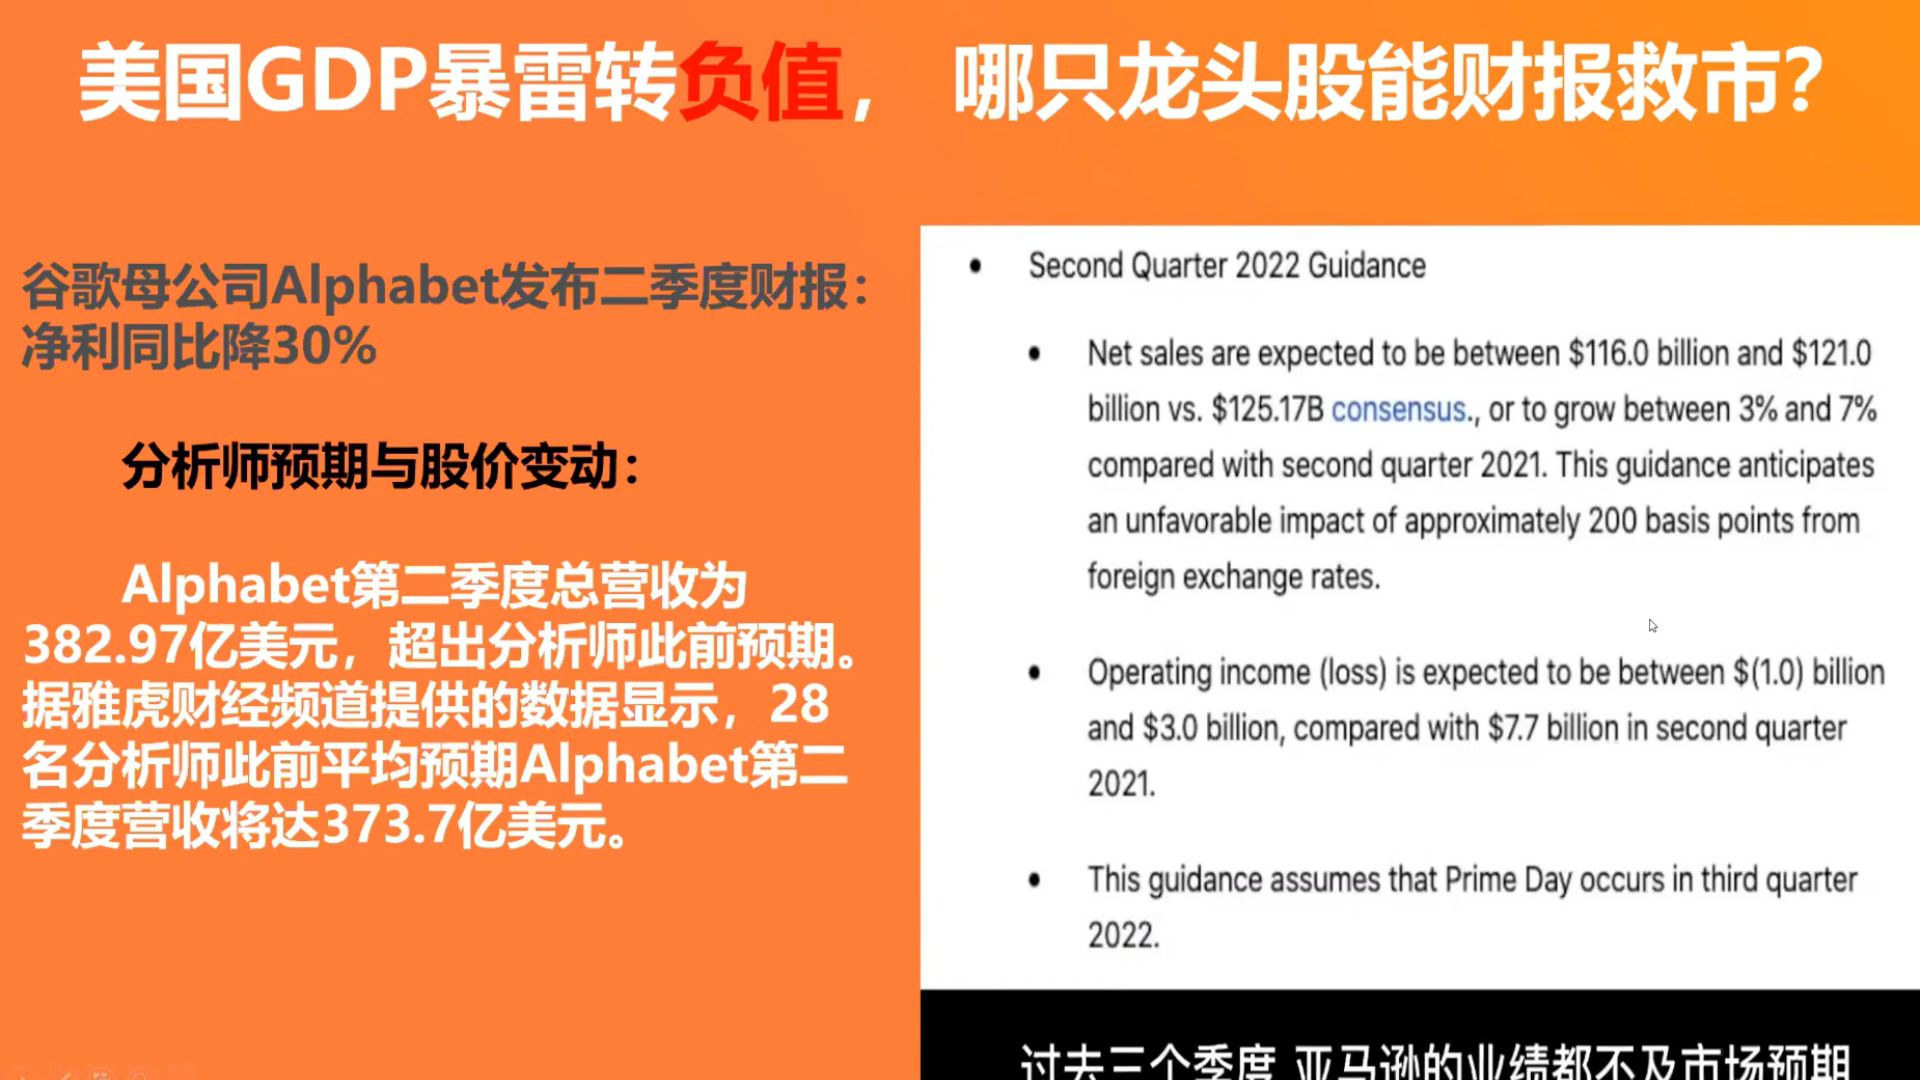 美国GDP暴雷转负值， 哪只龙头股能财报救市？
谷歌母公司Alphabet发布二季度财报：
净利同比降30%
分析师预期与股价变动：
Alphabet第二季度总营收为
382.97亿美元，超出分析师此前预期。
据雅虎财经频道提供的数据显示，28
名分析师此前平均预期Alphabet第二
季度营收将达373.7亿美元。
• Second Quarter 2022 Guidance
• Net sales are expected to be between $116.0 billion and $121.0
billion vs. $125.17B consensus., or to grow between 3% and 7%
compared with second quarter 2021. This guidance anticipates
an unfavorable impact of approximately 200 basis points from
foreign exchange rates.
• Operating income (loss) is expected to be between $(1.0) billion
and $3.0 billion, compared with $7.7 billion in second quarter
2021.
• This guidance assumes that Prime Day occurs in third quarter
2022.
过去三个季度 亚马逊的业绩都不及市场预期